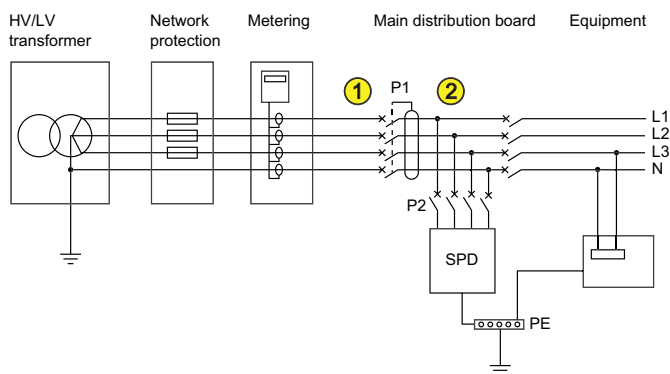 HV/LV
transformer
Network
protection
Metering
Main distribution board
Equipment
1
P1
2
L1
L2
L3
N
P2
SPD
PE